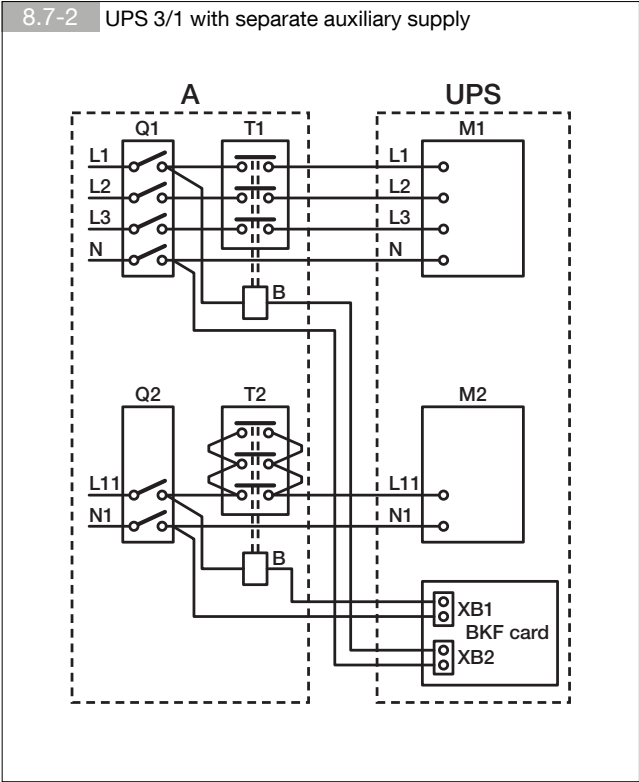 8.7-2 UPS 3/1 with separate auxiliary supply
A UPS
Q1 T1 M1
L1 L1
L2 L2
L3 L3
N N
B
Q2 T2 M2
L11 L11
N1 N1
B
XB1
BKF card
XB2